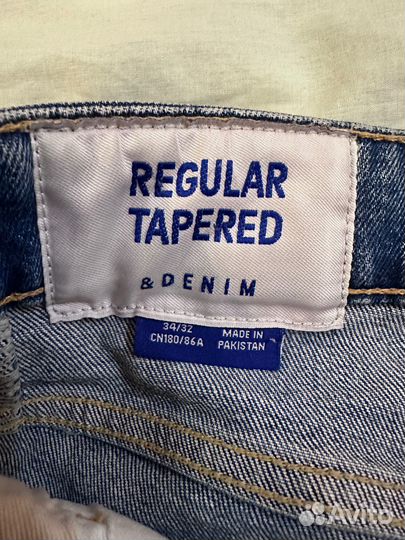 REGULAR
TAPERED
& DENIM
34/32
CN180/86A
MADE IN
PAKISTAN
Avito